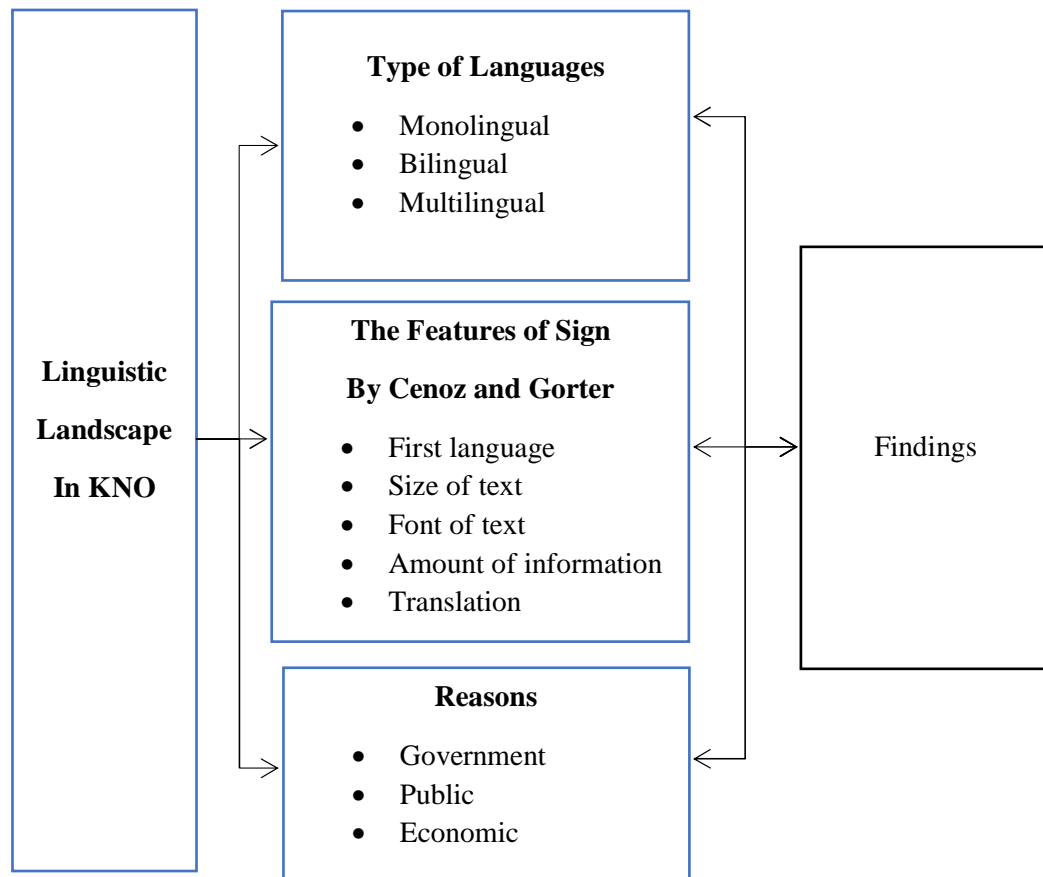 Linguistic
Landscape
In KNO
Type of Languages
• Monolingual
• Bilingual
• Multilingual
The Features of Sign
By Cenoz and Gorter
• First language
• Size of text
• Font of text
• Amount of information
• Translation
Reasons
• Government
• Public
• Economic
Findings